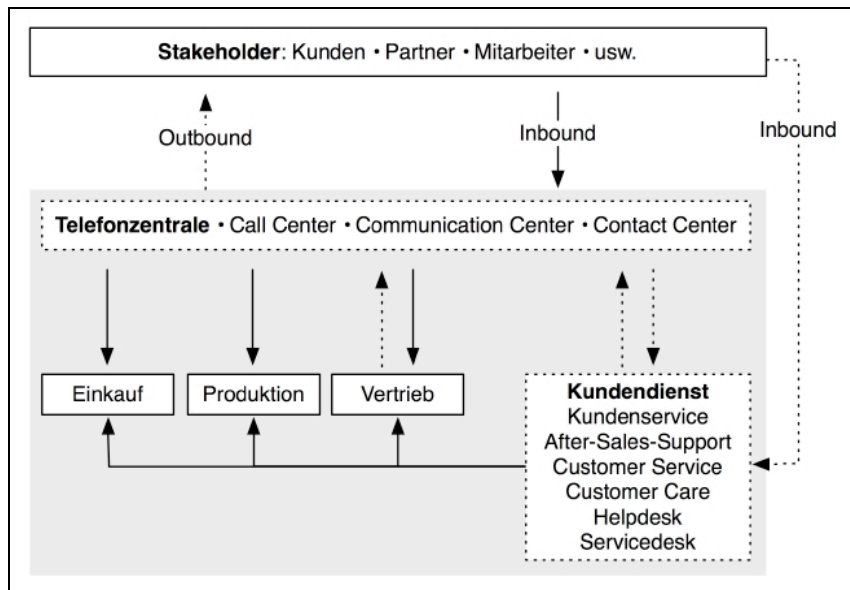 Stakeholder: Kunden • Partner • Mitarbeiter • usw.
Outbound
Inbound
Inbound
Telefonzentrale • Call Center • Communication Center • Contact Center
Einkauf
Produktion
Vertrieb
Kundendienst
Kundenservice
After-Sales-Support
Customer Service
Customer Care
Helpdesk
Servicedesk